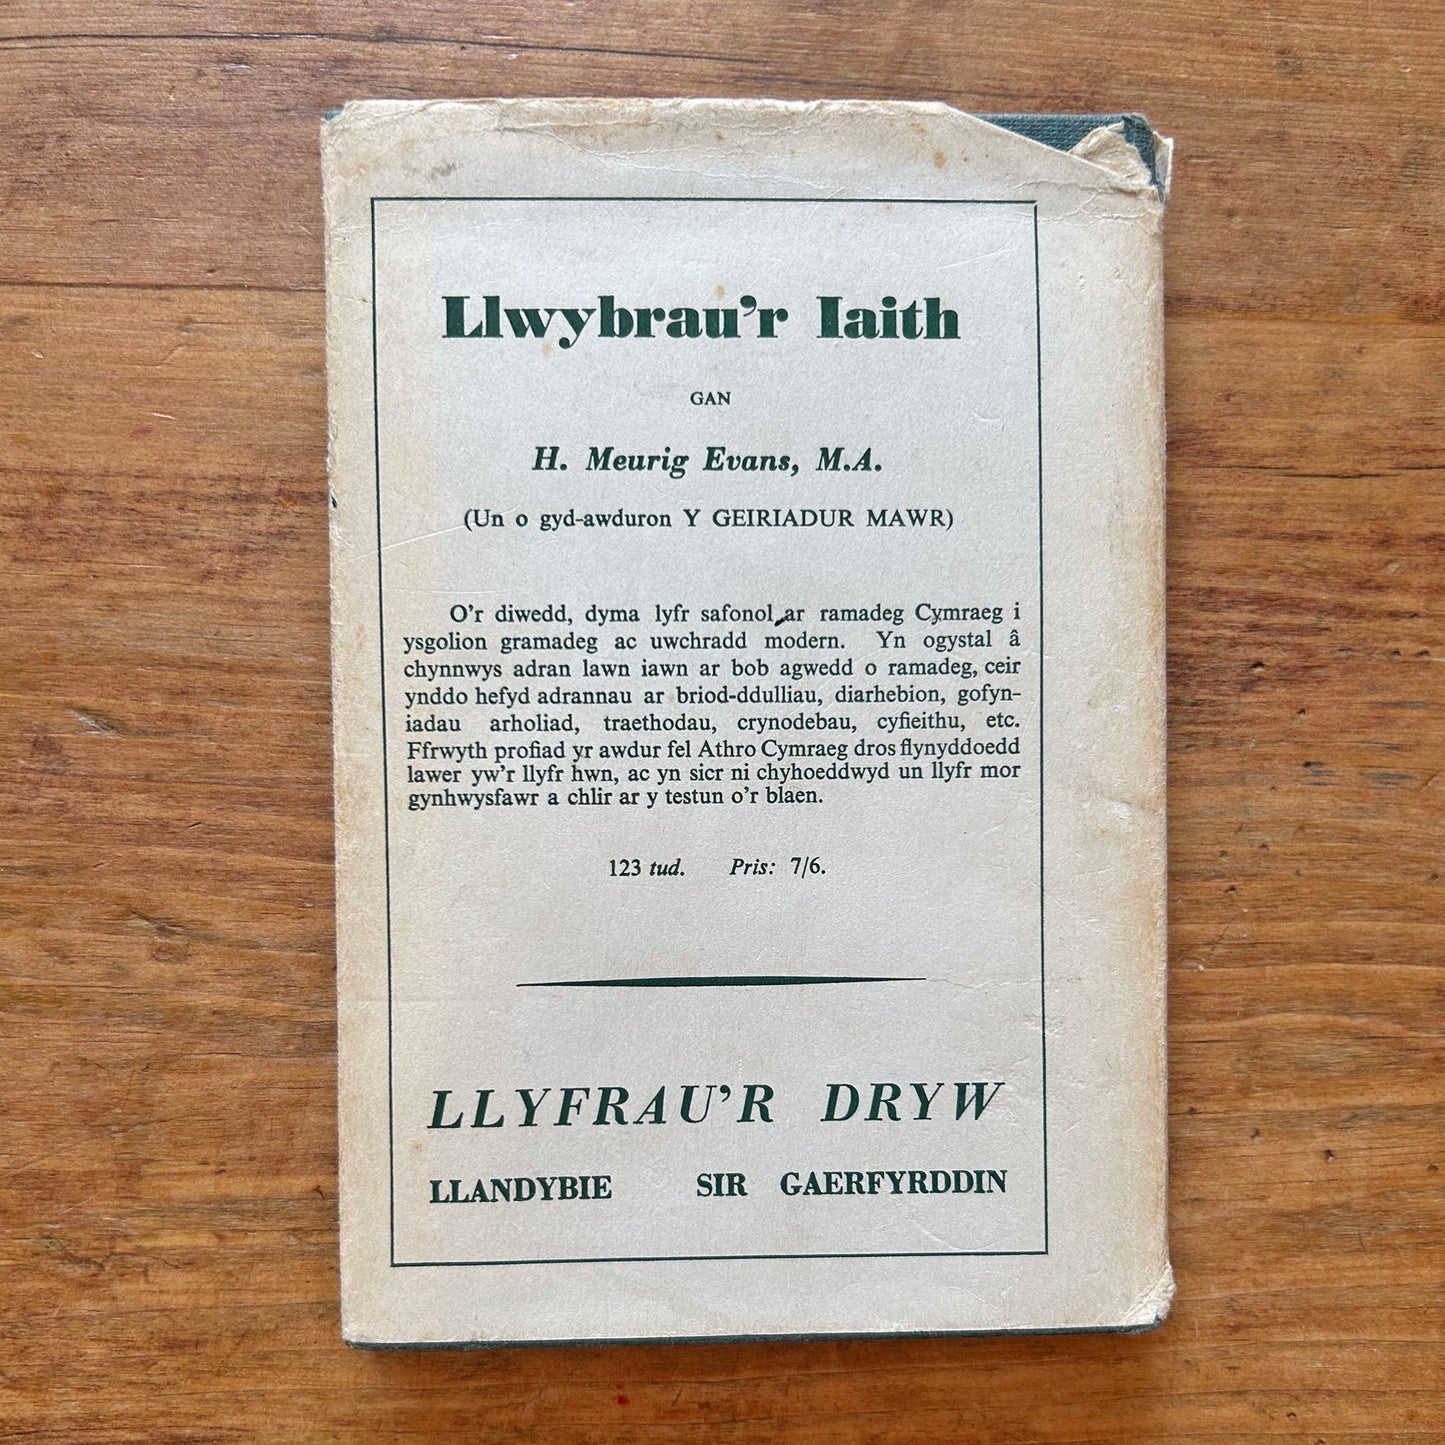 Llwybrau'r Iaith
GAN
H. Meurig Evans, M.A.
(Un o gyd-awduron Y GEIRIADUR MAWR)
O'r diwedd, dyma lyfr safonol ar ramadeg Cymraeg i
ysgolion gramadeg ac uwchradd modern. Yn ogystal â
chynnwys adran lawn iawn ar bob agwedd o ramadeg, ceir
ynddo hefyd adrannau ar briod-ddulliau, diarhebion, gofyn-
iadau arholiad, traethodau, crynodebau, cyfieithu, etc.
Ffrwyth profiad yr awdur fel Athro Cymraeg dros flynyddoedd
lawer yw'r llyfr hwn, ac yn sicr ni chyhoeddwyd un llyfr mor
gynhwysfawr a chlir ar y testun o'r blaen.
123 tud. Pris: 7/6.
LLYFRAU'R DRYW
LLANDYBIE SIR GAERFYRDDIN